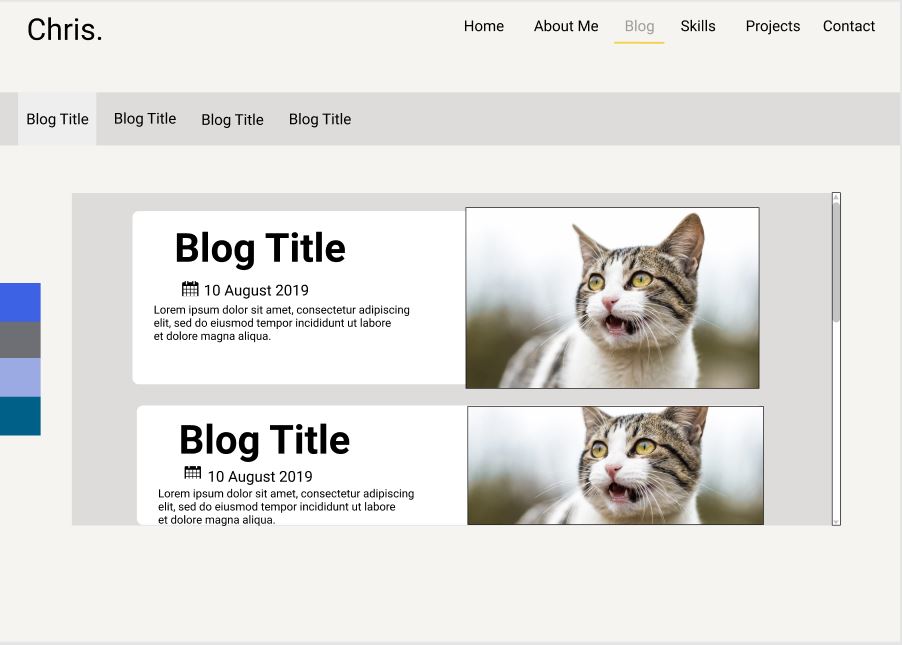 Chris.
Home About Me Blog Skills Projects Contact
Blog Title Blog Title Blog Title Blog Title
Blog Title
10 August 2019
Lorem ipsum dolor sit amet, consectetur adipiscing
elit, sed do eiusmod tempor incididunt ut labore
et dolore magna aliqua.
Blog Title
10 August 2019
Lorem ipsum dolor sit amet, consectetur adipiscing
elit, sed do eiusmod tempor incididunt ut labore
et dolore magna aliqua.